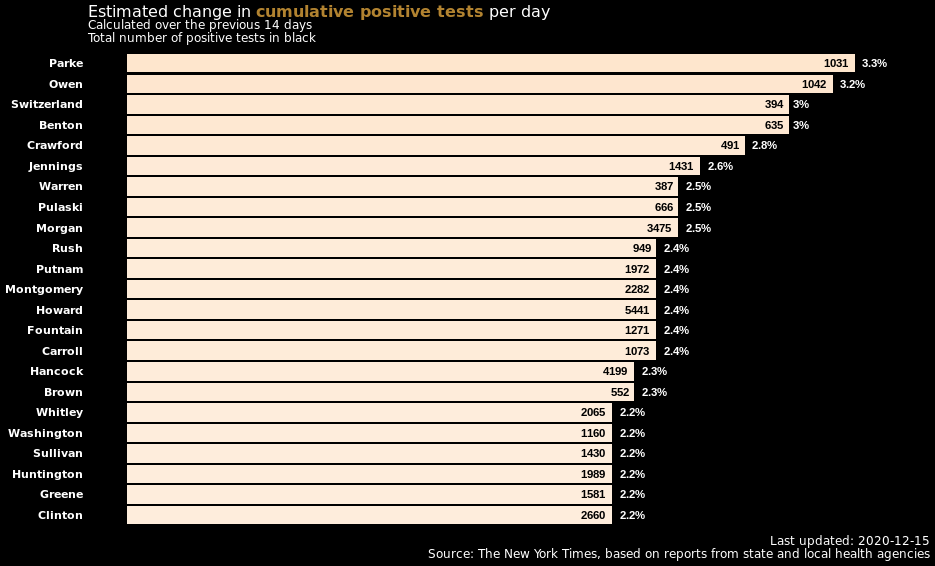 Estimated change in cumulative positive tests per day
Calculated over the previous 14 days
Total number of positive tests in black
Parke 1031 3.3%
Owen 1042 3.2%
Switzerland 394 3%
Benton 635 3%
Crawford 491 2.8%
Jennings 1431 2.6%
Warren 387 2.5%
Pulaski 666 2.5%
Morgan 3475 2.5%
Rush 949 2.4%
Putnam 1972 2.4%
Montgomery 2282 2.4%
Howard 5441 2.4%
Fountain 1271 2.4%
Carroll 1073 2.4%
Hancock 4199 2.3%
Brown 552 2.3%
Whitley 2065 2.2%
Washington 1160 2.2%
Sullivan 1430 2.2%
Huntington 1989 2.2%
Greene 1581 2.2%
Clinton 2660 2.2%
Last updated: 2020-12-15
Source: The New York Times, based on reports from state and local health agencies